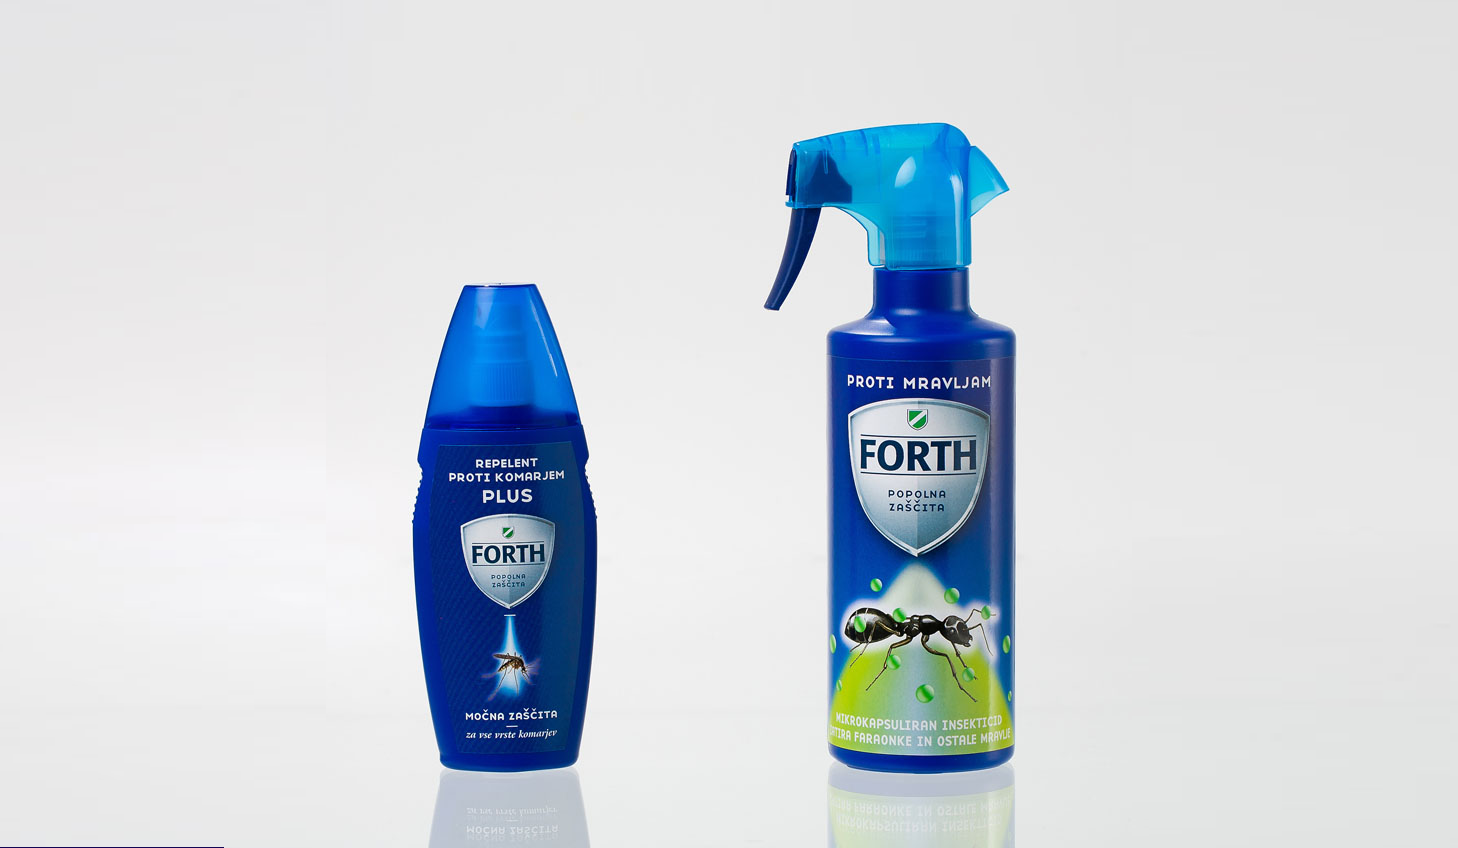 REPELENT
PROTI KOMARJEM
PLUS
FORTH
POPOLNA
ZAŠČITA
MOČNA ZAŠČITA
za vse vrste komarjev
PROTI MRAVLJAM
FORTH
POPOLNA
ZAŠČITA
MIKROKAPSULIRAN INSEKTICID
FARAONKE IN OSTALE MRAVLJE